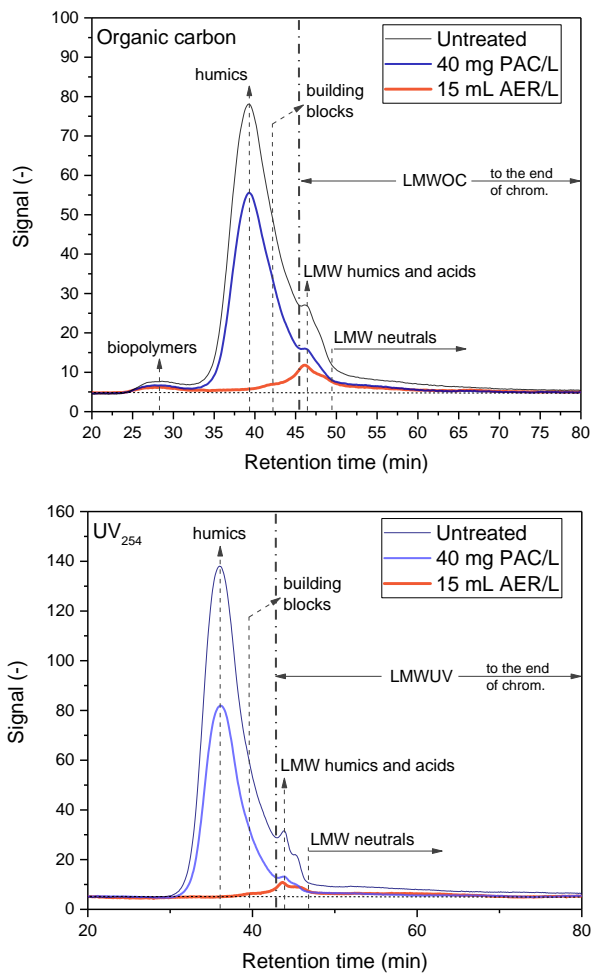 Organic carbon
Untreated
40 mg PAC/L
15 mL AER/L
humics
building
blocks
LMWOC
to the end
of chrom.
LMW humics and acids
LMW neutrals
biopolymers
Signal (-)
100
90
80
70
60
50
40
30
20
10
0
20 25 30 35 40 45 50 55 60 65 70 75 80
Retention time (min)
UV254
Untreated
40 mg PAC/L
15 mL AER/L
humics
building
blocks
LMWUV
to the end
of chrom.
LMW humics and acids
LMW neutrals
Signal (-)
160
140
120
100
80
60
40
20
0
20 40 60 80
Retention time (min)